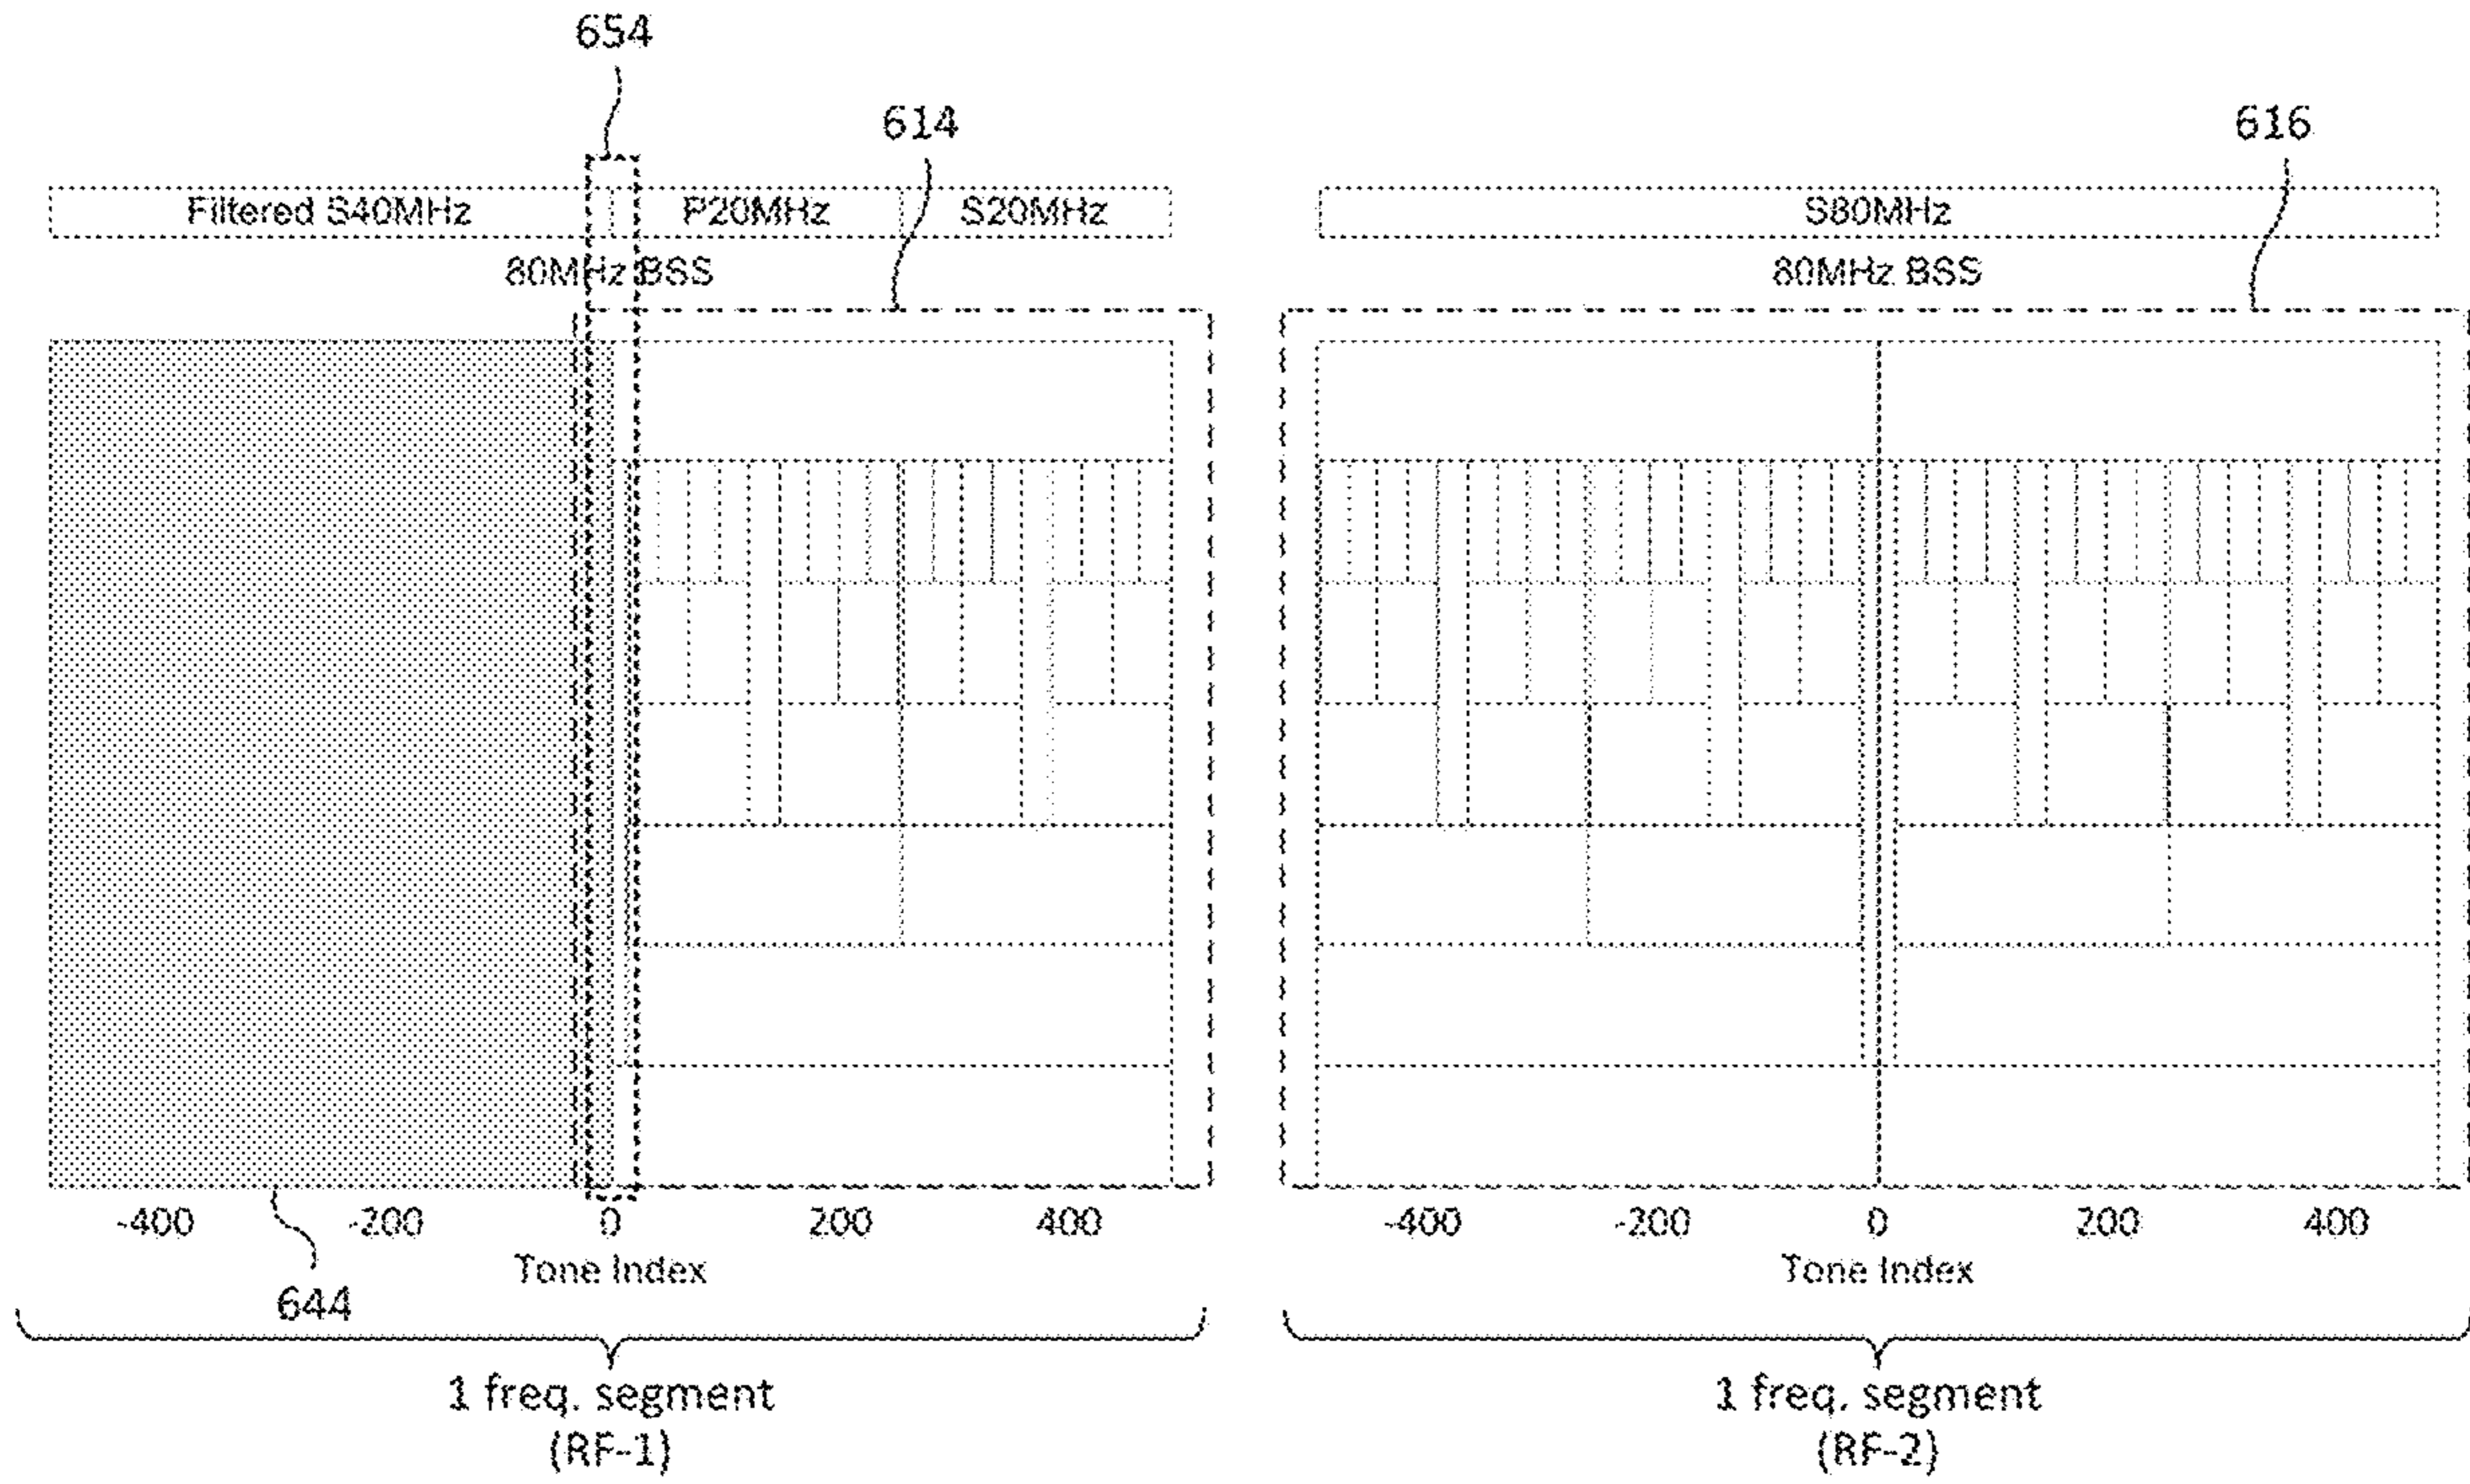 654
614
616
Filtered S40MHz P20MHz S20MHz
S80MHz
80MHz BSS
80MHz BSS
-400 -200 0 200 400
-400 -200 0 200 400
Tone Index
Tone Index
644
1 freq. segment
(RF-1)
1 freq. segment
(RF-2)